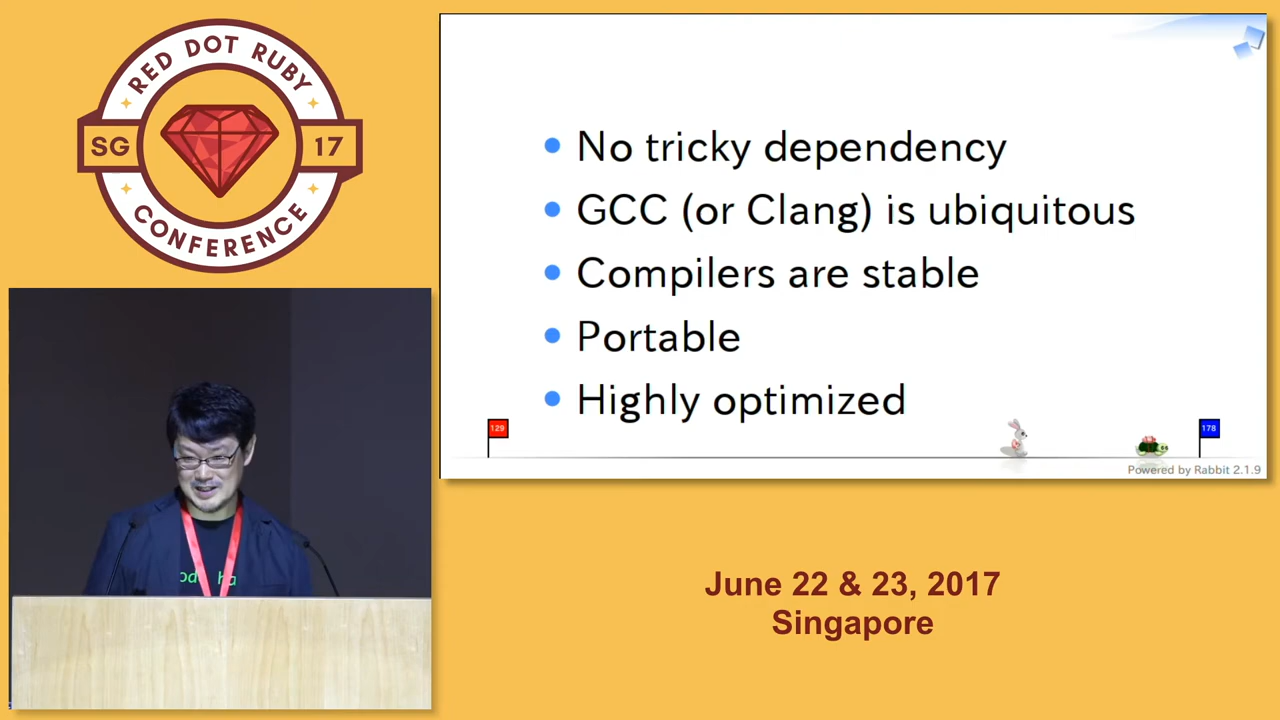 RED DOT RUBY
SG
17
CONFERENCE
No tricky dependency
GCC (or Clang) is ubiquitous
Compilers are stable
Portable
Highly optimized
129
178
Powered by Rabbit 2.1.9
June 22 & 23, 2017
Singapore